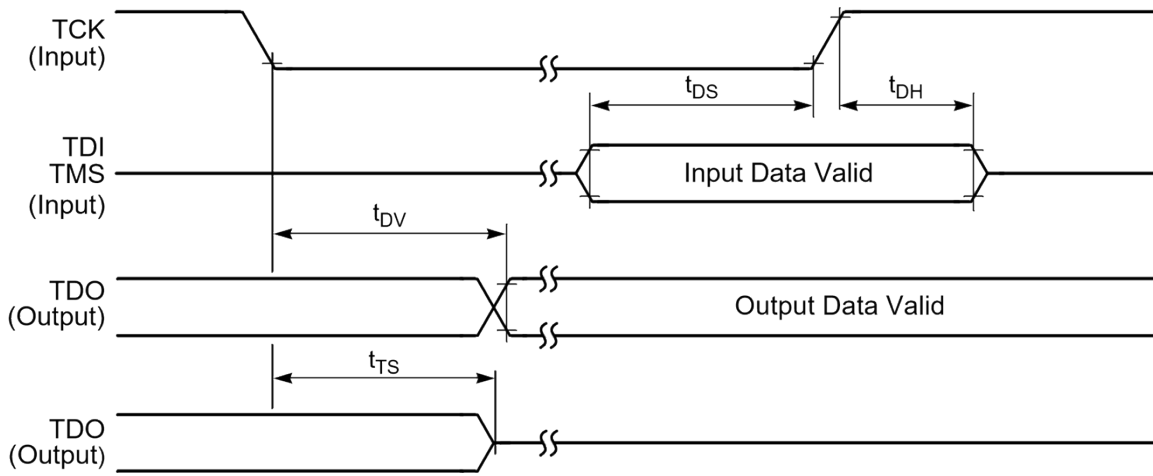 TCK
(Input)
tDS
tDH
TDI
TMS
(Input)
Input Data Valid
tDV
TDO
(Output)
Output Data Valid
tTS
TDO
(Output)